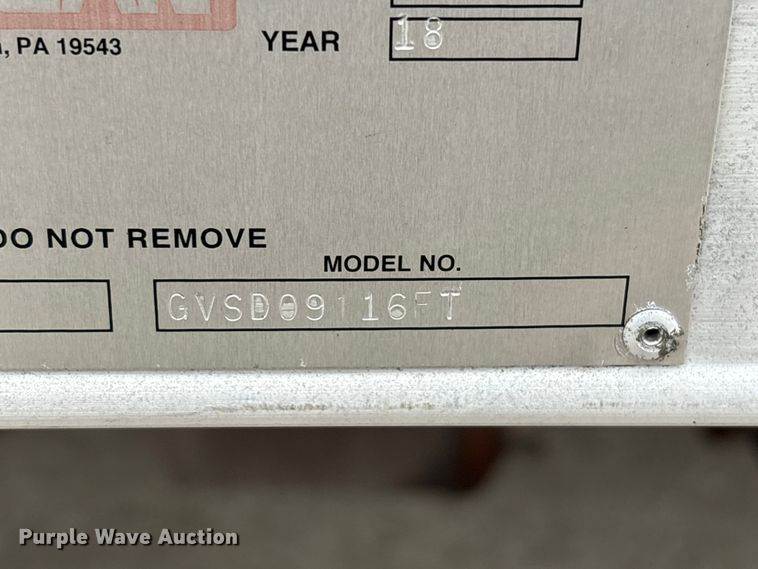 , PA 19543
YEAR
18
DO NOT REMOVE
MODEL NO.
GVSD09116FT
Purple Wave Auction